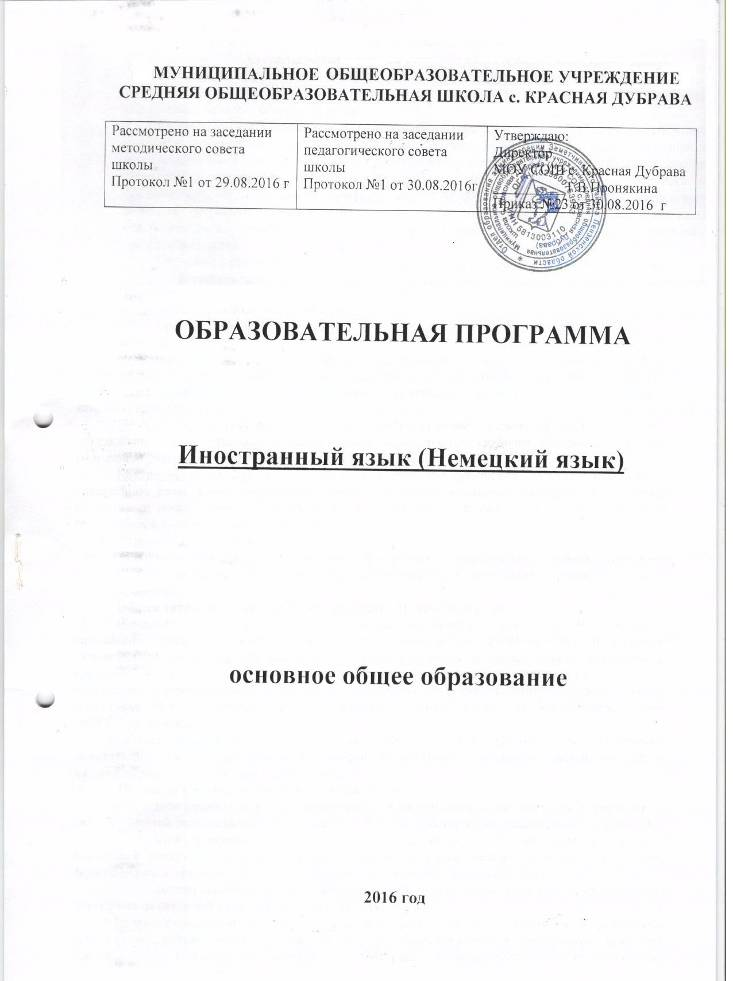 МУНИЦИПАЛЬНОЕ ОБЩЕОБРАЗОВАТЕЛЬНОЕ УЧРЕЖДЕНИЕ
СРЕДНЯЯ ОБЩЕОБРАЗОВАТЕЛЬНАЯ ШКОЛА с. КРАСНАЯ ДУБРАВА
Рассмотрено на заседании
методического совета
школы
Протокол №1 от 29.08.2016 г
Рассмотрено на заседании
педагогического совета
школы
Протокол №1 от 30.08.2016г
Утверждаю:
Директор
МОУ СОШ с. Красная Дубрава
Т.В.Пронякина
Приказ №23 от 30.08.2016 г
ОБРАЗОВАТЕЛЬНАЯ ПРОГРАММА
Иностранный язык (Немецкий язык)
основное общее образование
2016 год